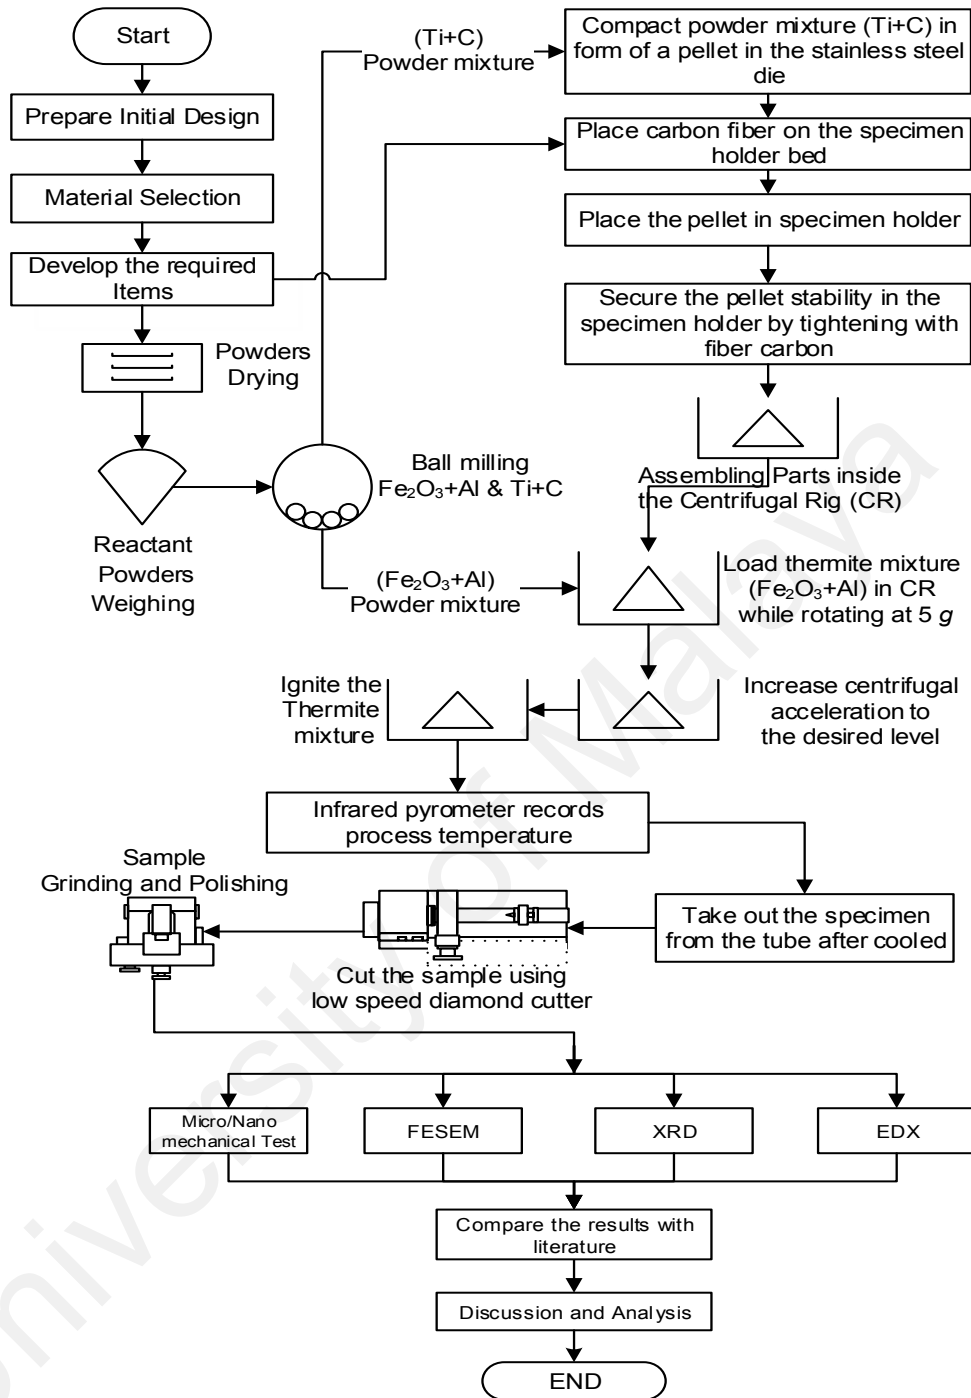 Start
Prepare Initial Design
Material Selection
Develop the required
Items
Powders
Drying
Reactant
Powders
Weighing
Ball milling
Fe₂O₃+Al & Ti+C
(Ti+C)
Powder mixture
(Fe₂O₃+Al)
Powder mixture
Compact powder mixture (Ti+C) in
form of a pellet in the stainless steel
die
Place carbon fiber on the specimen
holder bed
Place the pellet in specimen holder
Secure the pellet stability in the
specimen holder by tightening with
fiber carbon
Assembling Parts inside
the Centrifugal Rig (CR)
Load thermite mixture
(Fe₂O₃+Al) in CR
while rotating at 5 g
Increase centrifugal
acceleration to
the desired level
Ignite the
Thermite
mixture
Infrared pyrometer records
process temperature
Take out the specimen
from the tube after cooled
Cut the sample using
low speed diamond cutter
Sample
Grinding and Polishing
Micro/Nano
mechanical Test
FESEM
XRD
EDX
Compare the results with
literature
Discussion and Analysis
END
University of Malaya